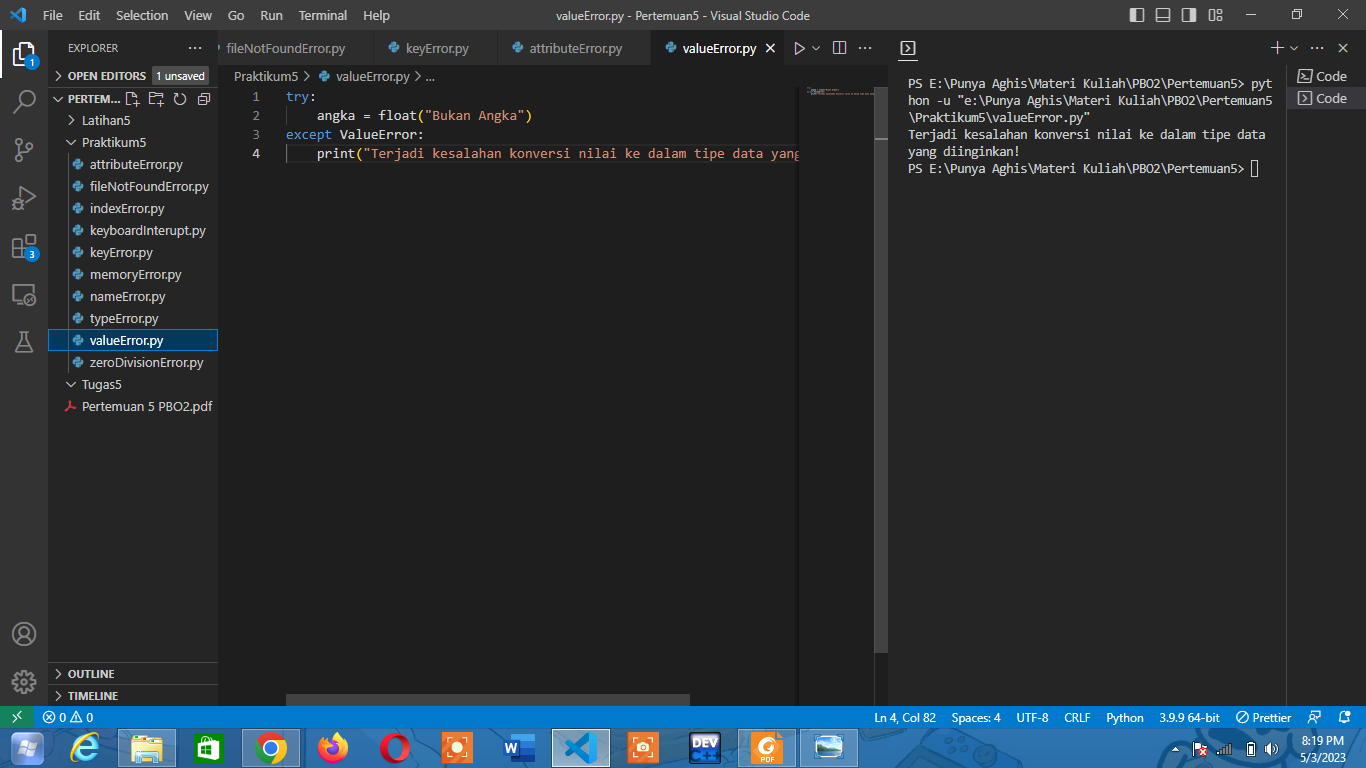 File Edit Selection View Go Run Terminal Help valueError.py - Pertemuan5 - Visual Studio Code
EXPLORER
OPEN EDITORS 1 unsaved
PERTEM...
Latihan5
Praktikum5
attributeError.py
fileNotFoundError.py
indexError.py
keyboardInterupt.py
keyError.py
memoryError.py
nameError.py
typeError.py
valueError.py
zeroDivisionError.py
Tugas5
Pertemuan 5 PBO2.pdf
OUTLINE
TIMELINE
1
3
fileNotFoundError.py keyError.py attributeError.py valueError.py
Praktikum5 > valueError.py > ...
1 try:
2 angka = float("Bukan Angka")
3 except ValueError:
4 print("Terjadi kesalahan konversi nilai ke dalam tipe data yang
PS E:\Punya Aghis\Materi Kuliah\PBO2\Pertemuan5> pyt
hon -u "e:\Punya Aghis\Materi Kuliah\PBO2\Pertemuan5
\Praktikum5\valueError.py"
Terjadi kesalahan konversi nilai ke dalam tipe data
yang diinginkan!
PS E:\Punya Aghis\Materi Kuliah\PBO2\Pertemuan5>
Code
Code
0 0 Ln 4, Col 82 Spaces: 4 UTF-8 CRLF Python 3.9.9 64-bit Prettier
W
DEV
C++
PDF
8:19 PM
5/3/2023